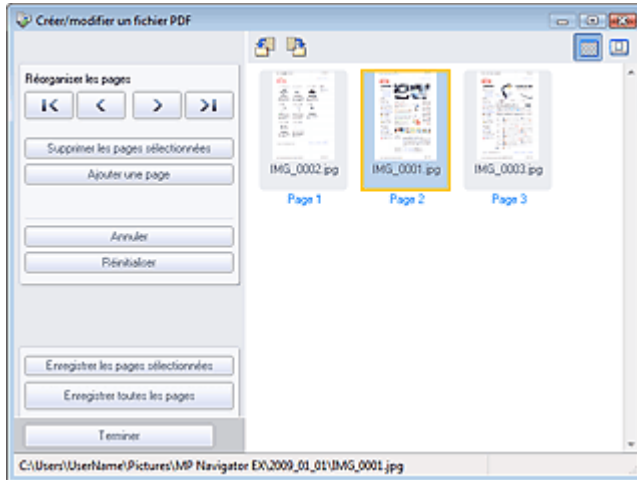 Créer/modifier un fichier PDF
Réorganiser les pages
Supprimer les pages sélectionnées
Ajouter une page
Annuler
Réinitialiser
Enregistrer les pages sélectionnées
Enregistrer toutes les pages
Terminer
IMG_0002.jpg
IMG_0001.jpg
IMG_0003.jpg
Page 1
Page 2
Page 3
C:\Users\UserName\Pictures\MP Navigator EX\2009_01_01\IMG_0001.jpg